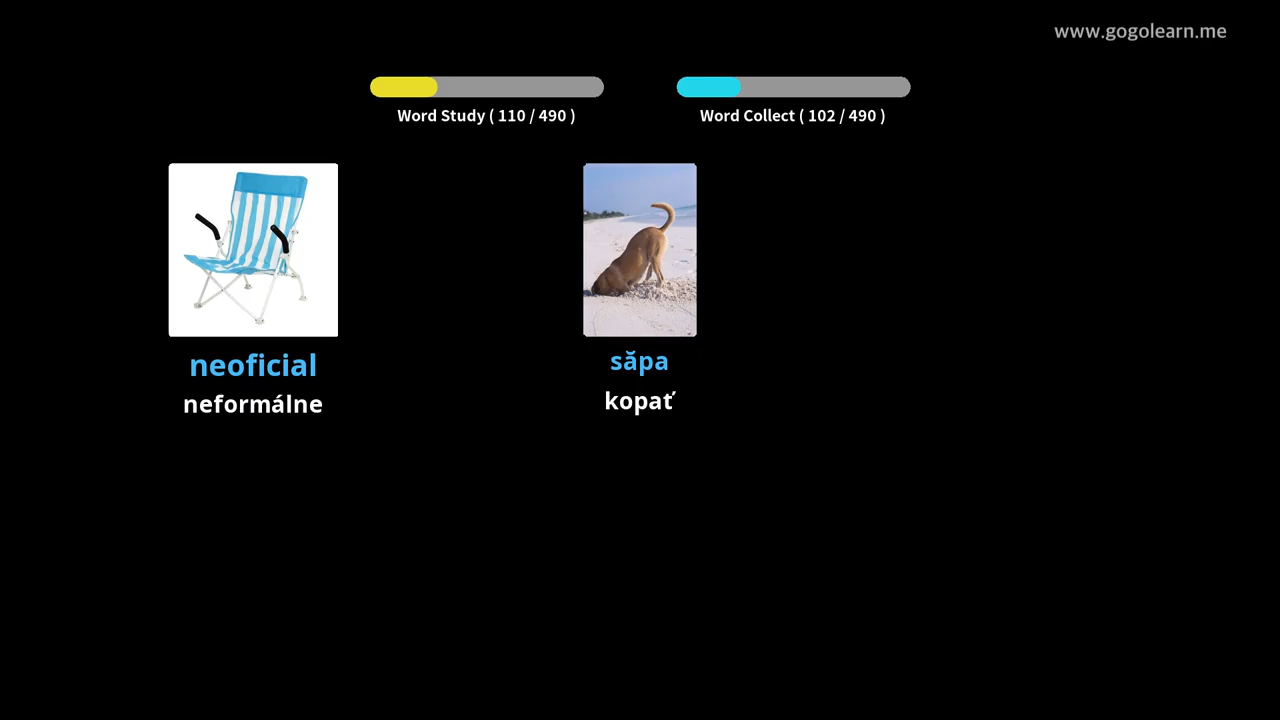 www.gogolearn.me
Word Study ( 110 / 490 )
Word Collect ( 102 / 490 )
neoficial
neformálne
săpa
kopať